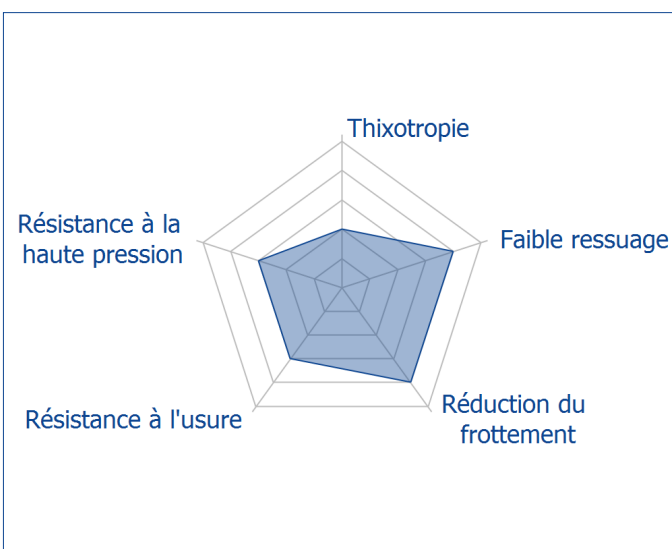 Thixotropie
Résistance à la
haute pression
Faible ressuage
Résistance à l'usure
Réduction du
frottement